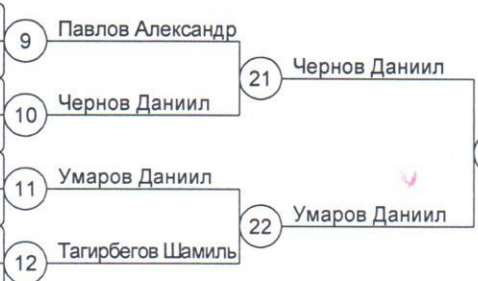 9 Павлов Александр
21 Чернов Даниил
10 Чернов Даниил
11 Умаров Даниил
22 Умаров Даниил
12 Тагирбегов Шамиль